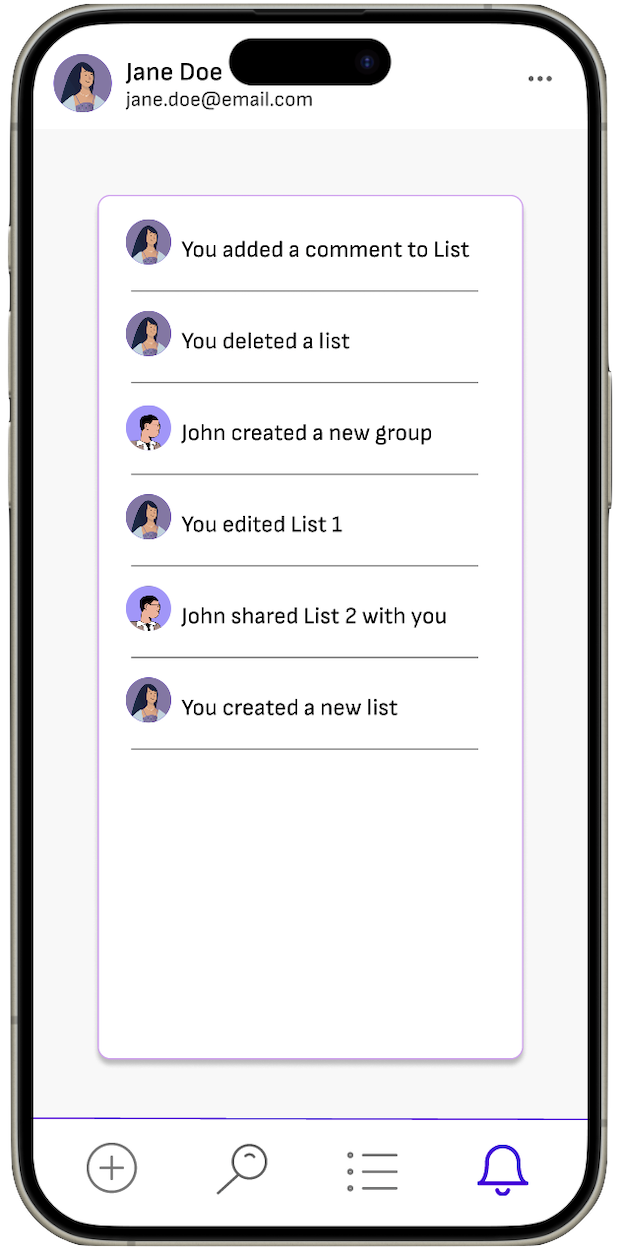 Jane Doe
jane.doe@email.com
You added a comment to List
You deleted a list
John created a new group
You edited List 1
John shared List 2 with you
You created a new list